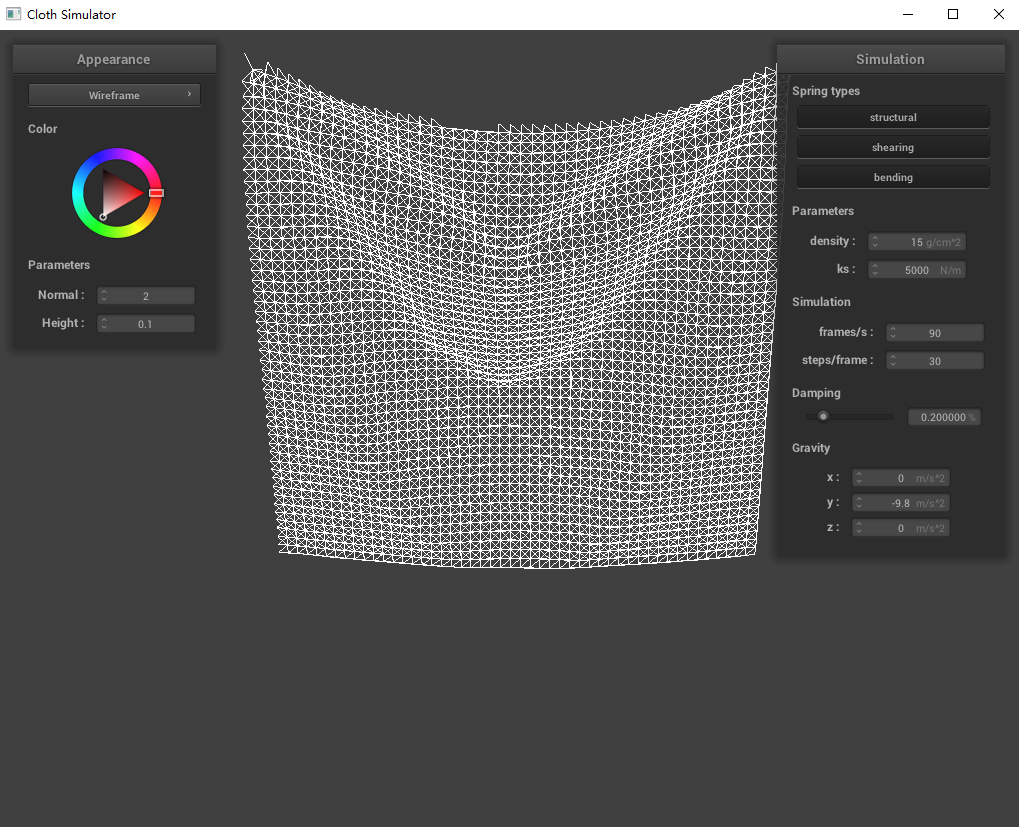 Cloth Simulator
Appearance
Wireframe
Color
Parameters
Normal : 2
Height : 0.1
Simulation
Spring types
structural
shearing
bending
Parameters
density : 15 g/cm^2
ks : 5000 N/m
Simulation
frames/s : 90
steps/frame : 30
Damping
0.200000 %
Gravity
x : 0 m/s^2
y : -9.8 m/s^2
z : 0 m/s^2